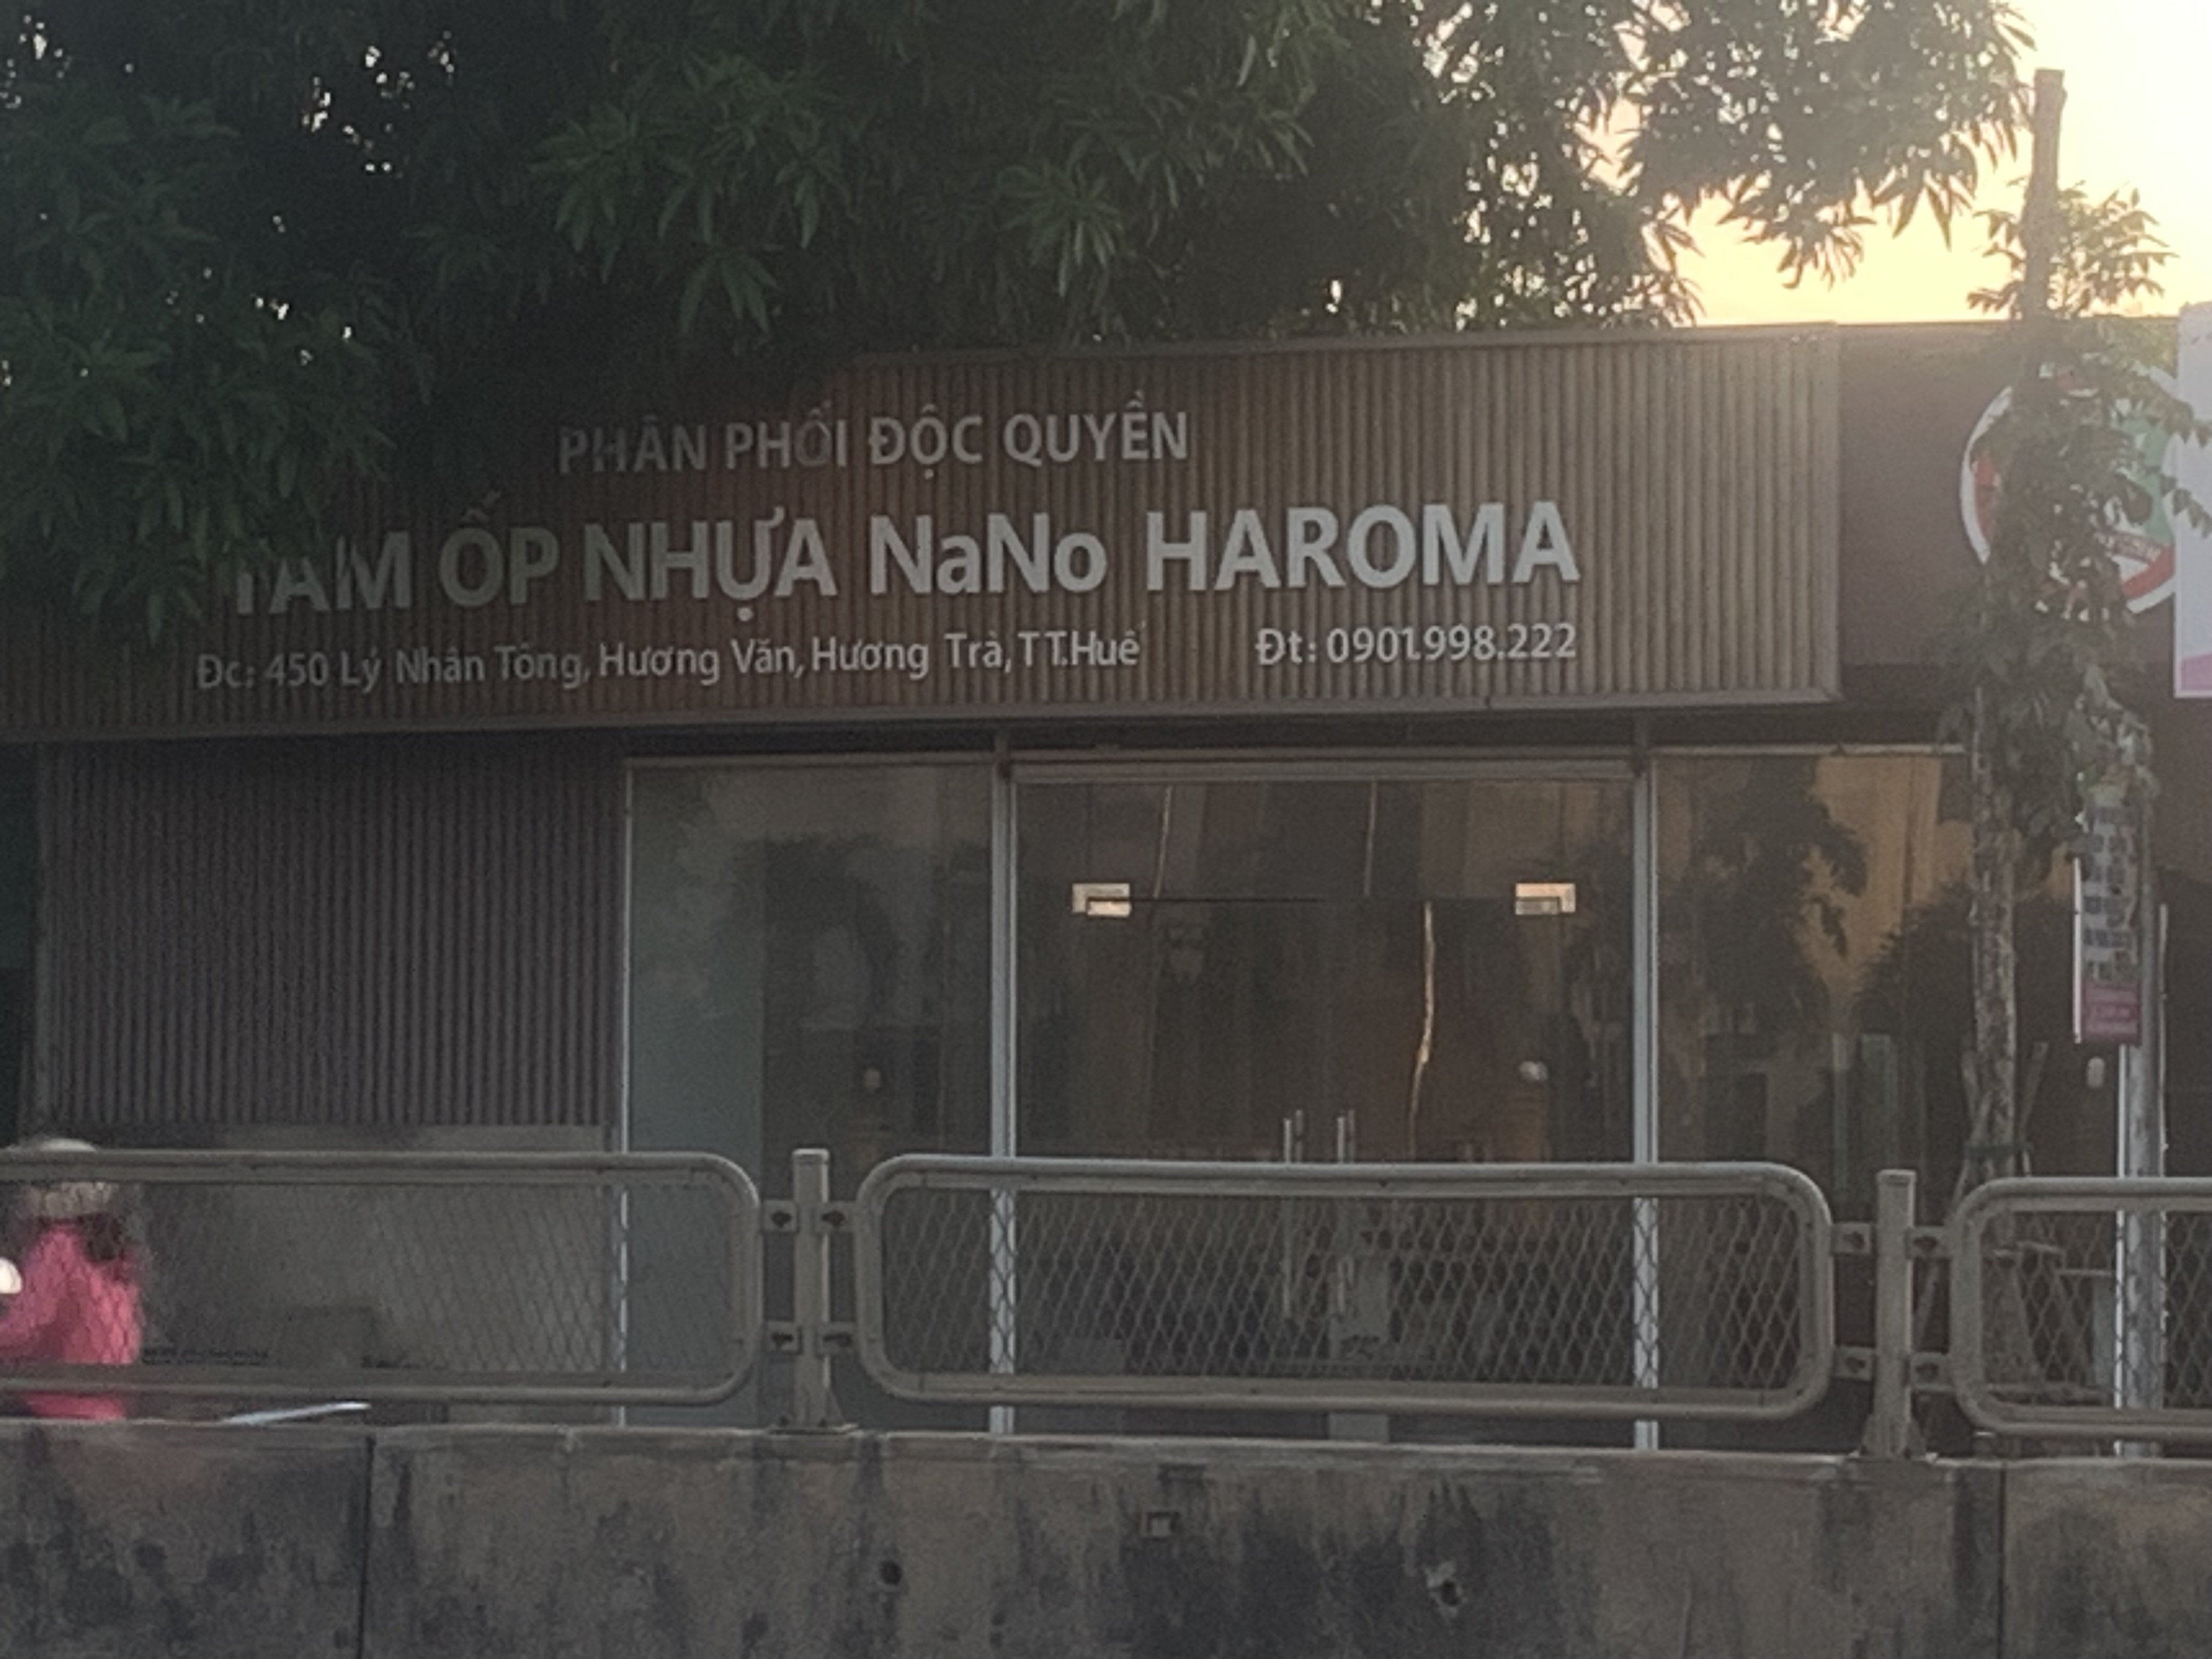 PHÂN PHỐI ĐỘC QUYỀN
TẤM ỐP NHỰA NaNo HAROMA
Đc: 450 Lý Nhân Tông, Hương Văn, Hương Trà, TT.Huế Đt: 0901.998.222